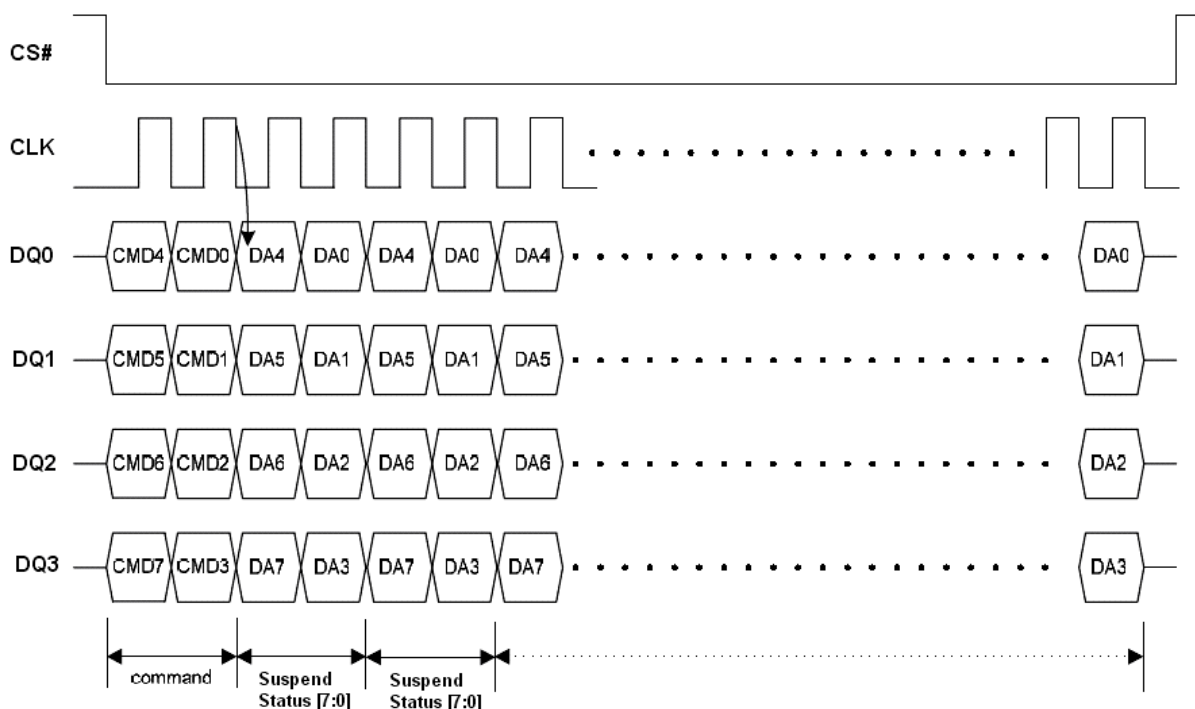 CS#
CLK
DQ0 CMD4 CMD0 DA4 DA0 DA4 DA0 DA4 DA0
DQ1 CMD5 CMD1 DA5 DA1 DA5 DA1 DA5 DA1
DQ2 CMD6 CMD2 DA6 DA2 DA6 DA2 DA6 DA2
DQ3 CMD7 CMD3 DA7 DA3 DA7 DA3 DA7 DA3
command Suspend Suspend
Status [7:0] Status [7:0]